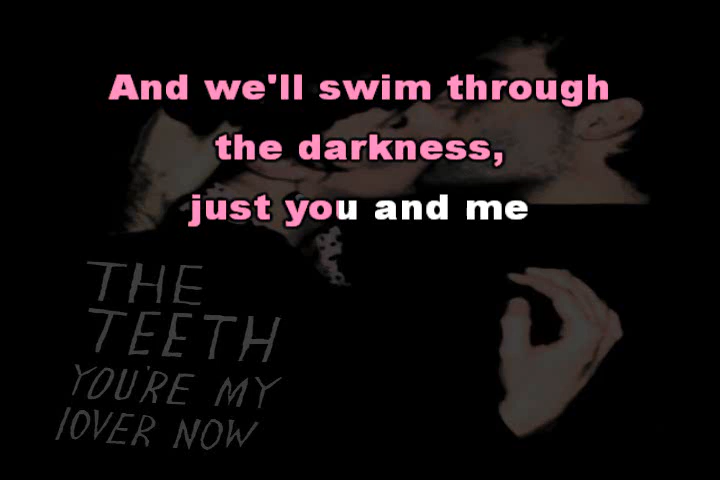 And we'll swim through
the darkness,
just you and me
THE
TEETH
YOU'RE MY
lOVER NOW